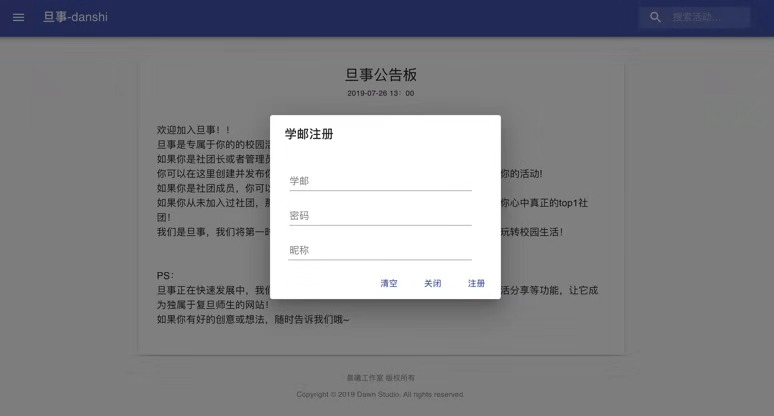 旦事-danshi
搜索活动...
旦事公告板
2019-07-26 13：00
欢迎加入旦事！！
旦事是专属于你的的校园活
如果你是社团长或者管理员
你可以在这里创建并发布你 你的活动!
如果你是社团成员，你可以
如果你从未加入过社团，那 你心中真正的top1社
团!
我们是旦事，我们将第一时 玩转校园生活!
学邮注册
学邮
密码
昵称
清空 关闭 注册
PS:
旦事正在快速发展中，我们 活分享等功能，让它成
为独属于复旦师生的网站!
如果你有好的创意或想法，随时告诉我们哦~
晨曦工作室 版权所有
Copyright © 2019 Dawn Studio. All rights reserved.